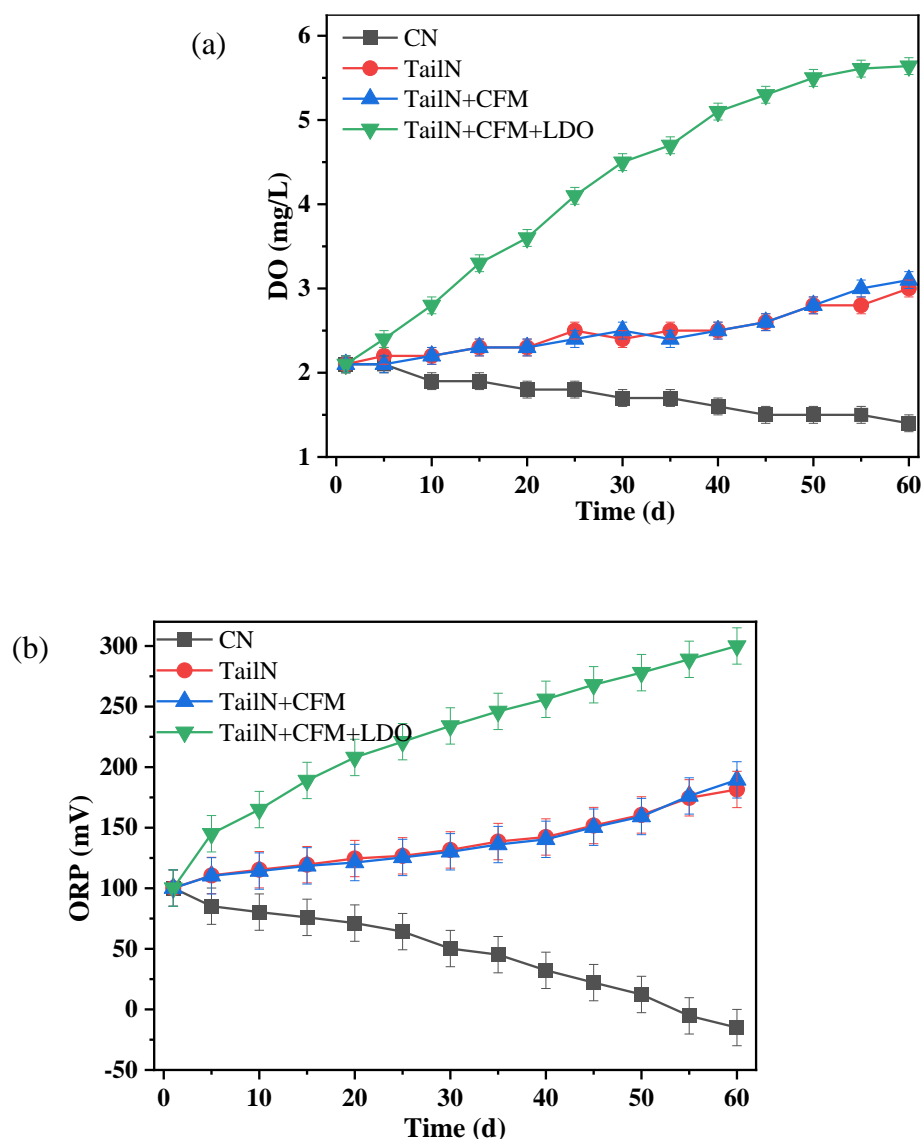 (a)
CN
TailN
TailN+CFM
TailN+CFM+LDO
DO (mg/L)
6
5
4
3
2
1
0 10 20 30 40 50 60
Time (d)
(b)
CN
TailN
TailN+CFM
TailN+CFM+LDO
ORP (mV)
300
250
200
150
100
50
0
-50
0 10 20 30 40 50 60
Time (d)